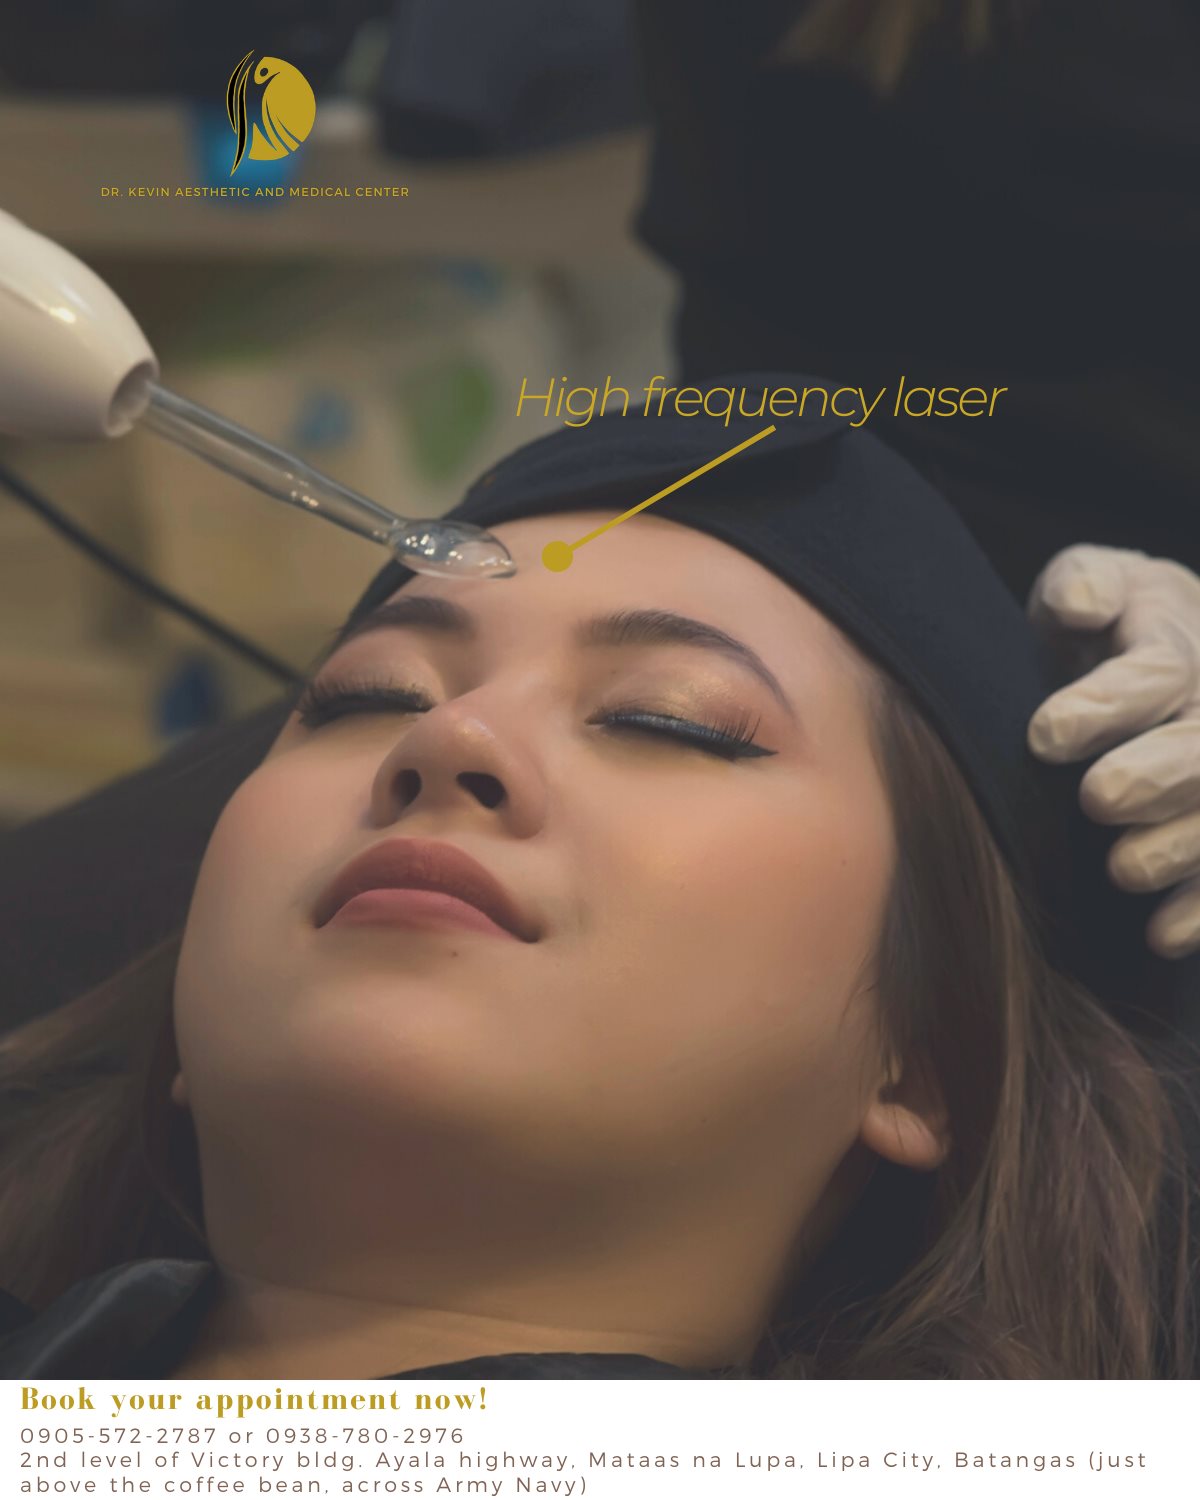 DR. KEVIN AESTHETIC AND MEDICAL CENTER
High frequency laser
Book your appointment now!
0905-572-2787 or 0938-780-2976
2nd level of Victory bldg. Ayala highway, Mataas na Lupa, Lipa City, Batangas (just
above the coffee bean, across Army Navy)